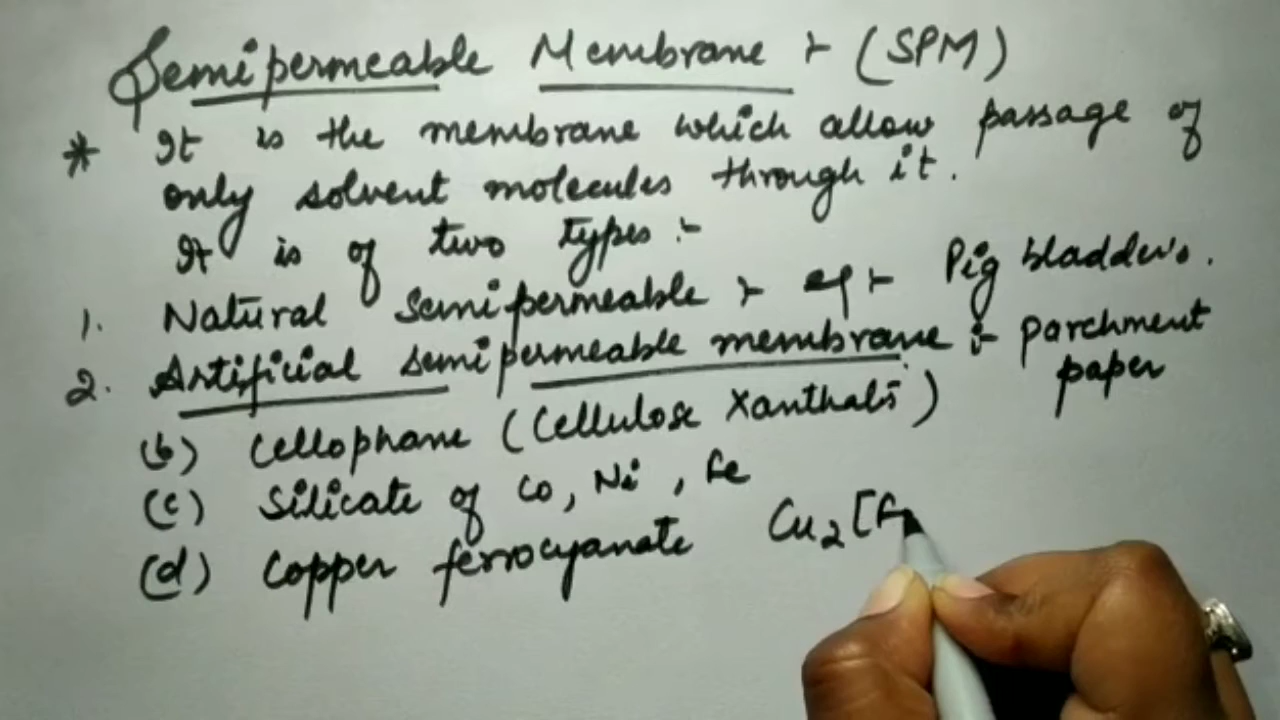 Semipermeable Membrane :- (SPM)
* It is the membrane which allow passage of
only solvent molecules through it.
It is of two types :-
1. Natural semipermeable :- eg :- Pig bladders.
2. Artificial semipermeable membrane :- Parchment
paper
(b) Cellophane (Cellulose Xanthats)
(c) Silicate of Co, Ni, Fe
(d) Copper ferrocyanate Cu2[F